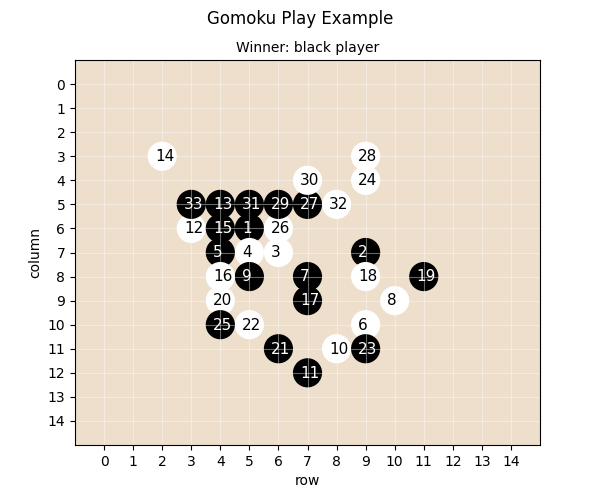 Gomoku Play Example
Winner: black player
0
1
2
3 14 28
4 30 24
5 33 13 31 29 27 32
6 12 15 1 26
7 5 4 3 2
8 16 9 7 18 19
9 20 17 8
10 25 22 6
11 21 10 23
12 11
13
14
column
0 1 2 3 4 5 6 7 8 9 10 11 12 13 14
row